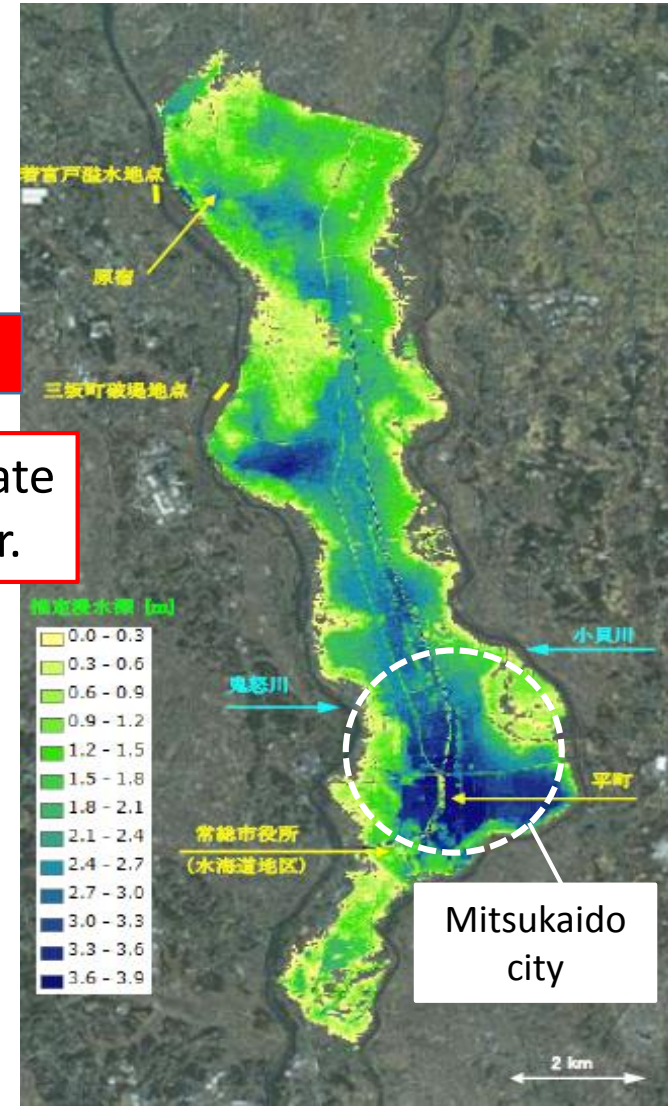 若宮戸溢水地点
原宿
三坂町破堤地点
ate
r.
推定浸水深 [m]
0.0 - 0.3
0.3 - 0.6
0.6 - 0.9
0.9 - 1.2
1.2 - 1.5
1.5 - 1.8
1.8 - 2.1
2.1 - 2.4
2.4 - 2.7
2.7 - 3.0
3.0 - 3.3
3.3 - 3.6
3.6 - 3.9
小貝川
鬼怒川
平町
常総市役所
(水海道地区)
Mitsukaido
city
2 km